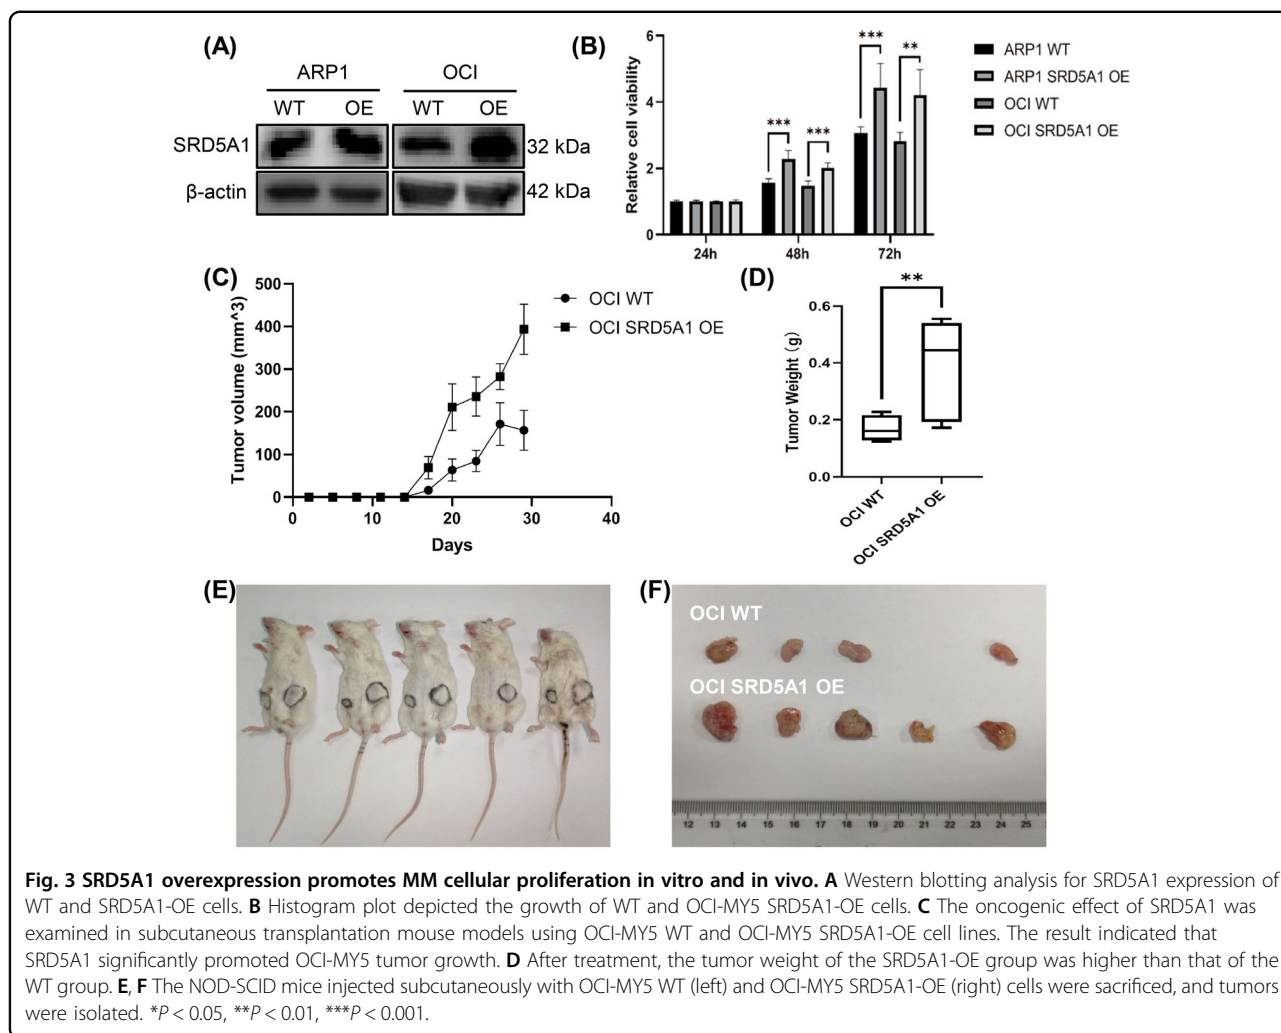 (A)
ARP1 OCI
WT OE WT OE
SRD5A1 32 kDa
β-actin 42 kDa
(B)
Relative cell viability
6
4
2
0
*** **
*** ***
24h 48h 72h
ARP1 WT
ARP1 SRD5A1 OE
OCI WT
OCI SRD5A1 OE
(C)
Tumor volume (mm^3)
500
400
300
200
100
0
0 10 20 30 40
Days
OCI WT
OCI SRD5A1 OE
(D)
**
Tumor Weight (g)
0.6
0.4
0.2
0.0
OCI WT
OCI SRD5A1 OE
(E)
(F)
OCI WT
OCI SRD5A1 OE
12 13 14 15 16 17 18 19 20 21 22 23 24 25
Fig. 3 SRD5A1 overexpression promotes MM cellular proliferation in vitro and in vivo. A Western blotting analysis for SRD5A1 expression of
WT and SRD5A1-OE cells. B Histogram plot depicted the growth of WT and OCI-MY5 SRD5A1-OE cells. C The oncogenic effect of SRD5A1 was
examined in subcutaneous transplantation mouse models using OCI-MY5 WT and OCI-MY5 SRD5A1-OE cell lines. The result indicated that
SRD5A1 significantly promoted OCI-MY5 tumor growth. D After treatment, the tumor weight of the SRD5A1-OE group was higher than that of the
WT group. E, F The NOD-SCID mice injected subcutaneously with OCI-MY5 WT (left) and OCI-MY5 SRD5A1-OE (right) cells were sacrificed, and tumors
were isolated. *P < 0.05, **P < 0.01, ***P < 0.001.